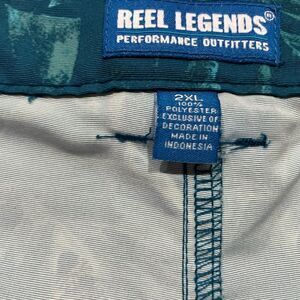 REEL LEGENDS®
PERFORMANCE OUTFITTERS
2XL
100%
POLYESTER
EXCLUSIVE OF
DECORATION
MADE IN
INDONESIA